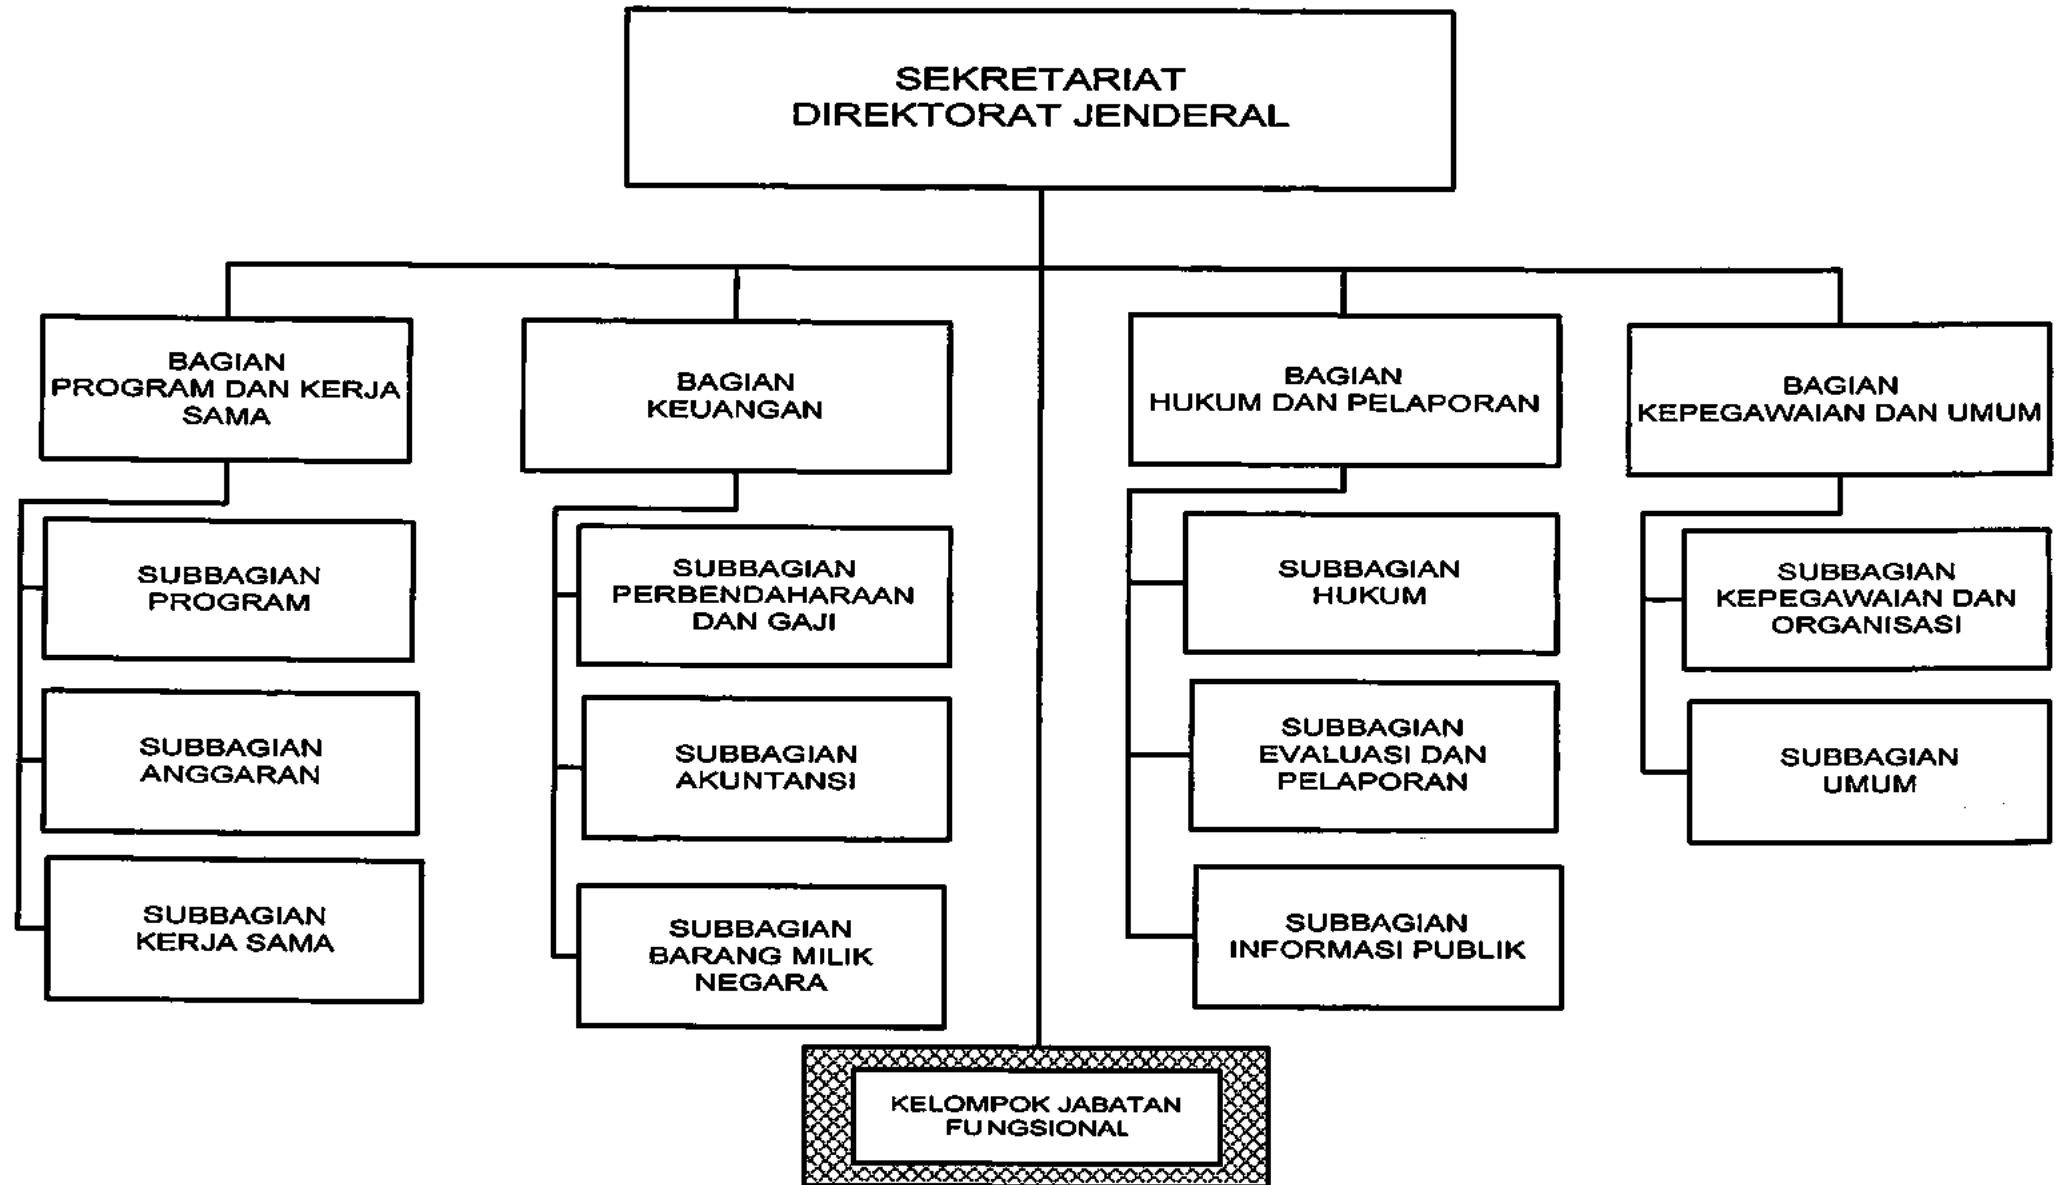 SEKRETARIAT
DIREKTORAT JENDERAL
BAGIAN
PROGRAM DAN KERJA
SAMA
BAGIAN
KEUANGAN
BAGIAN
HUKUM DAN PELAPORAN
BAGIAN
KEPEGAWAIAN DAN UMUM
SUBBAGIAN
PROGRAM
SUBBAGIAN
PERBENDAHARAAN
DAN GAJI
SUBBAGIAN
HUKUM
SUBBAGIAN
KEPEGAWAIAN DAN
ORGANISASI
SUBBAGIAN
ANGGARAN
SUBBAGIAN
AKUNTANSI
SUBBAGIAN
EVALUASI DAN
PELAPORAN
SUBBAGIAN
UMUM
SUBBAGIAN
KERJA SAMA
SUBBAGIAN
BARANG MILIK
NEGARA
SUBBAGIAN
INFORMASI PUBLIK
KELOMPOK JABATAN
FUNGSIONAL